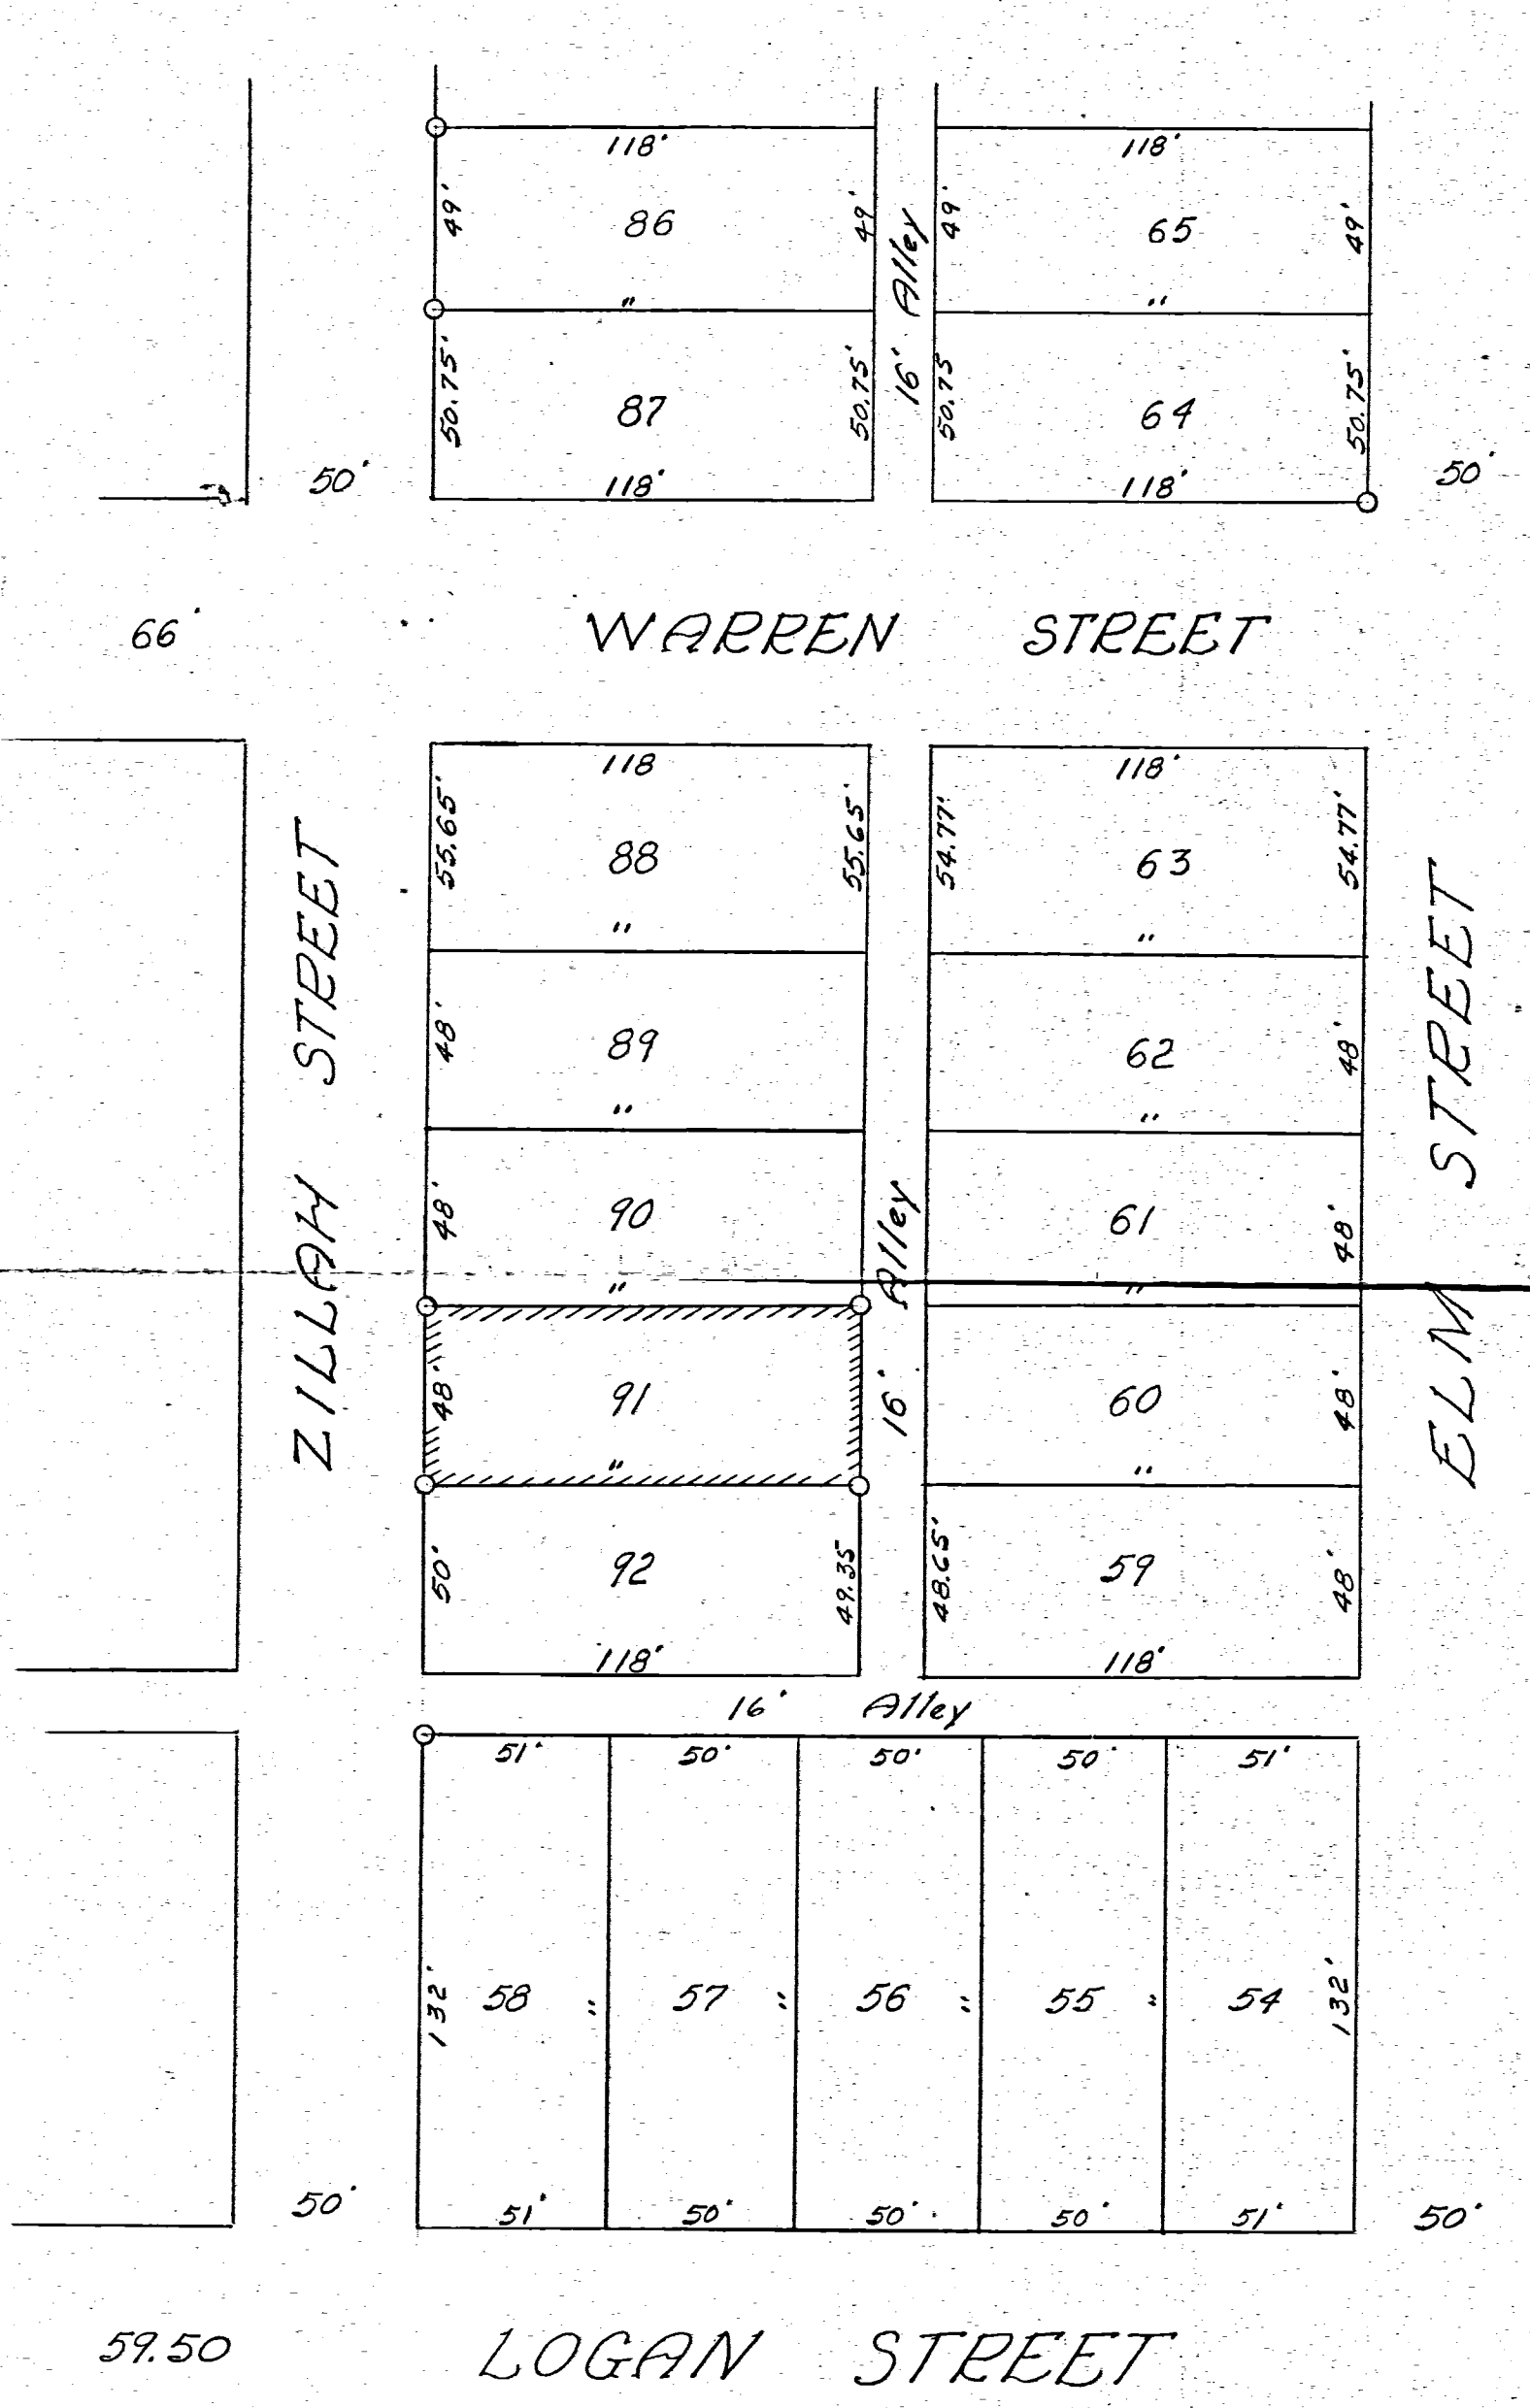 118' 118'
49' 86 49' 16' Alley 49' 65 49'
" "
50.75' 87 50.75' 50.75 64 50.75'
50' 118' 118' 50'
66' WARREN STREET
118 118'
55.65' 88 55.65' 54.77' 63 54.77'
" "
ZILLAH STREET
48' 89 62 48'
" "
ELM STREET
48' 90 61 48'
" "
16' Alley
48' 91 60 48'
" "
50' 92 49.35 48.65' 59 48'
118' 118'
16' Alley
51' 50' 50' 50' 51'
132' 58 " 57 " 56 " 55 " 54 132'
50' 51' 50' 50' 50' 51' 50'
59.50 LOGAN STREET